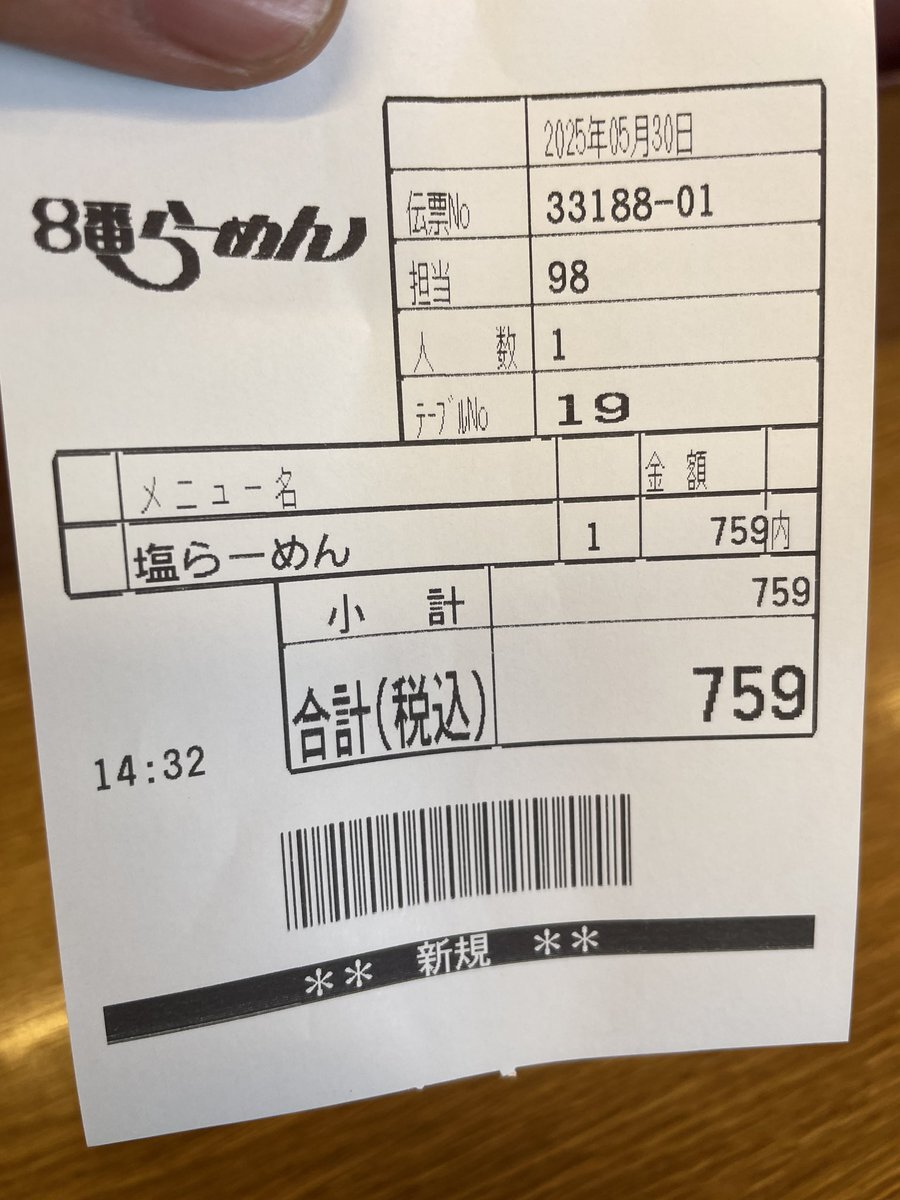 2025年05月30日
8番らーめん
伝票No 33188-01
担当 98
人 数 1
テーブルNo 19
メニュー名 金 額
塩らーめん 1 759内
小 計 759
合計(税込) 759
14:32
** 新規 **